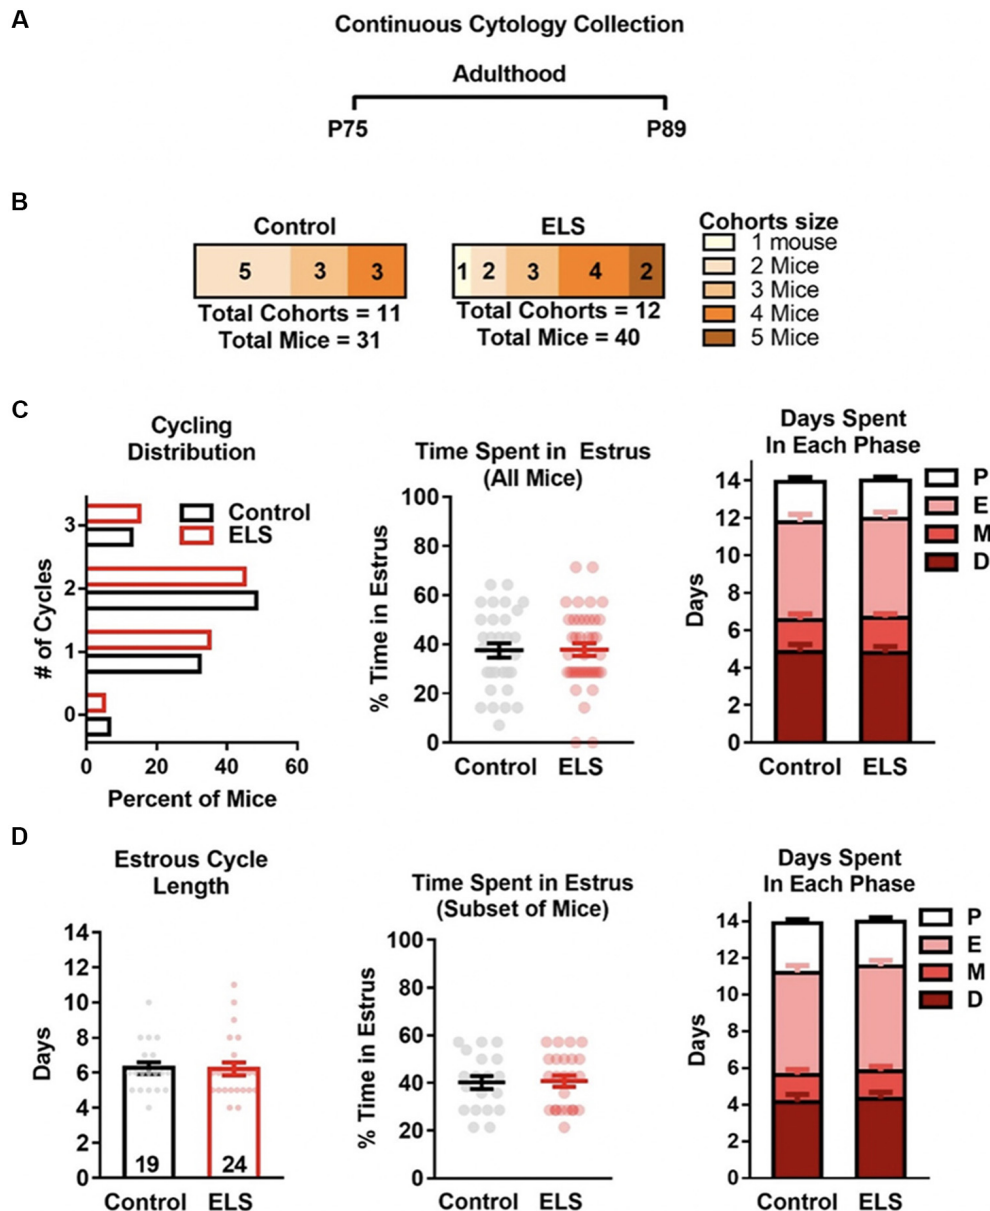 A
Continuous Cytology Collection
Adulthood
P75 P89
B
Control ELS Cohorts size
5 3 3
1 2 3 4 2
1 mouse
2 Mice
3 Mice
4 Mice
5 Mice
Total Cohorts = 11
Total Mice = 31
Total Cohorts = 12
Total Mice = 40
C
Cycling
Distribution
Control
ELS
# of Cycles
3
2
1
0
0 20 40 60
Percent of Mice
Time Spent in Estrus
(All Mice)
% Time in Estrus
100
80
60
40
20
0
Control ELS
Days Spent
In Each Phase
Days
14
12
10
8
6
4
2
0
Control ELS
P
E
M
D
D
Estrous Cycle
Length
Days
14
12
10
8
6
4
2
0
19 24
Control ELS
Time Spent in Estrus
(Subset of Mice)
% Time in Estrus
100
80
60
40
20
0
Control ELS
Days Spent
In Each Phase
Days
14
12
10
8
6
4
2
0
Control ELS
P
E
M
D